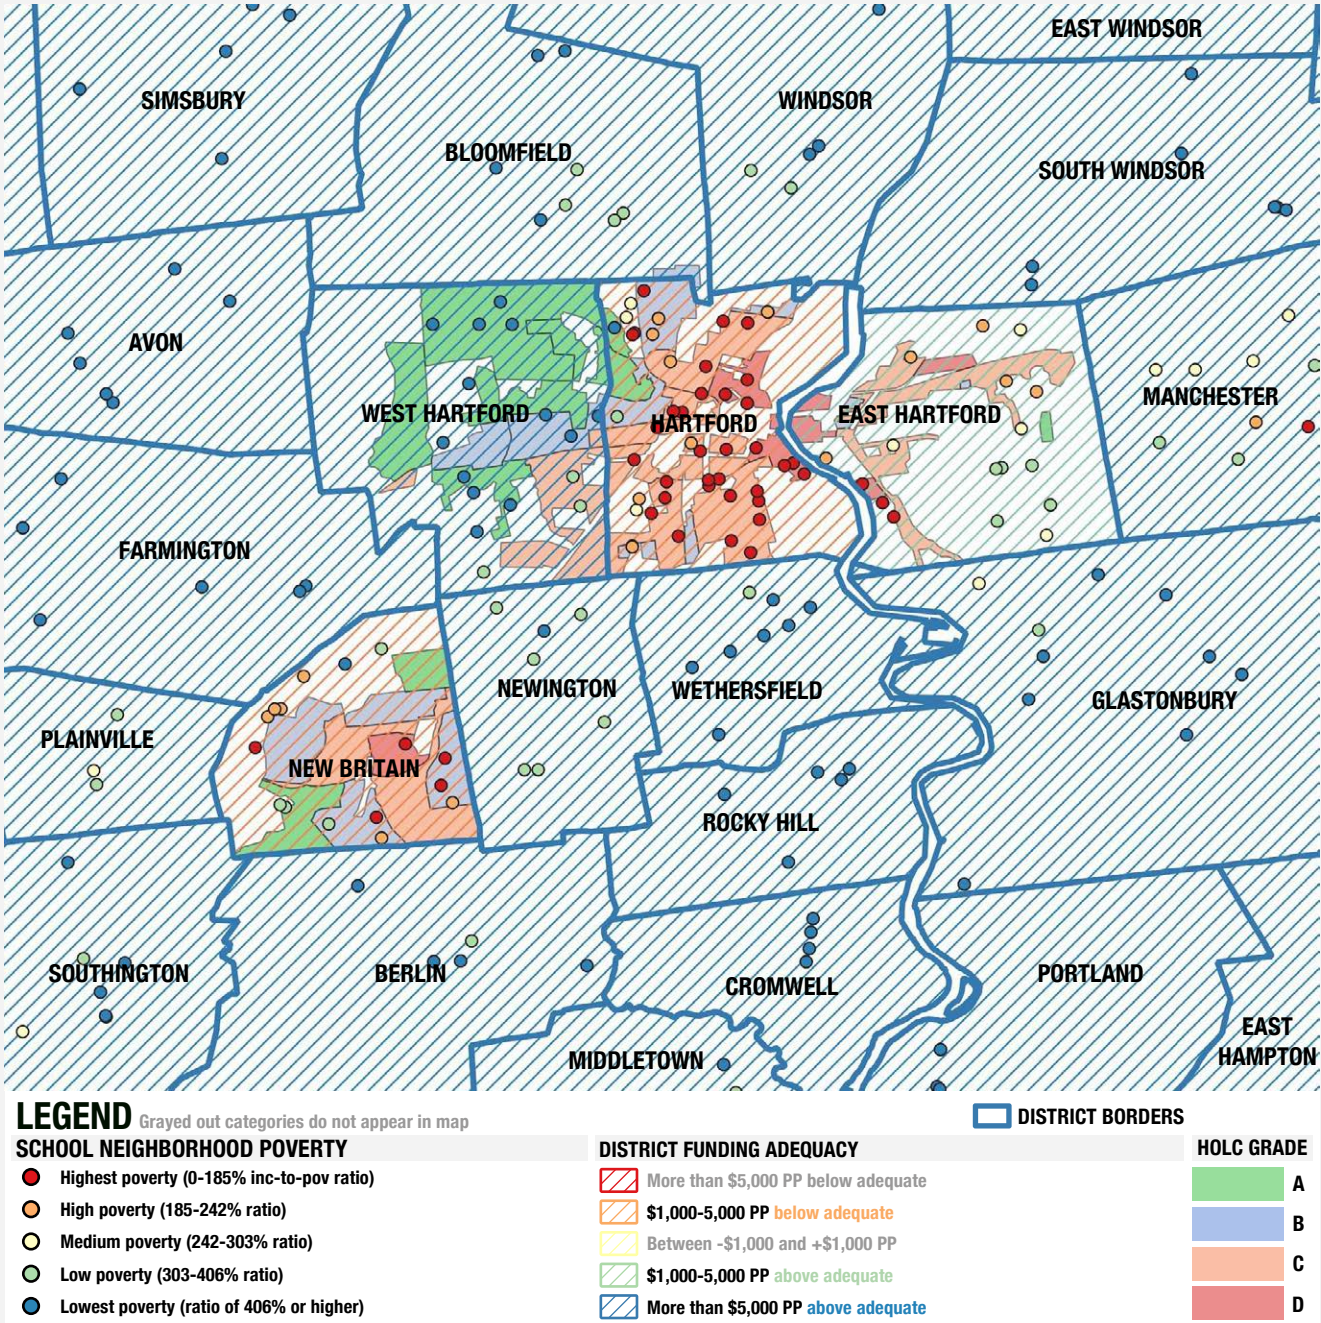 EAST WINDSOR
SIMSBURY
WINDSOR
BLOOMFIELD
SOUTH WINDSOR
AVON
MANCHESTER
WEST HARTFORD
HARTFORD
EAST HARTFORD
FARMINGTON
NEWINGTON
WETHERSFIELD
GLASTONBURY
PLAINVILLE
NEW BRITAIN
ROCKY HILL
SOUTHINGTON
BERLIN
CROMWELL
PORTLAND
EAST
HAMPTON
MIDDLETOWN
LEGEND Grayed out categories do not appear in map
DISTRICT BORDERS
SCHOOL NEIGHBORHOOD POVERTY
Highest poverty (0-185% inc-to-pov ratio)
High poverty (185-242% ratio)
Medium poverty (242-303% ratio)
Low poverty (303-406% ratio)
Lowest poverty (ratio of 406% or higher)
DISTRICT FUNDING ADEQUACY
More than $5,000 PP below adequate
$1,000-5,000 PP below adequate
Between -$1,000 and +$1,000 PP
$1,000-5,000 PP above adequate
More than $5,000 PP above adequate
HOLC GRADE
A
B
C
D